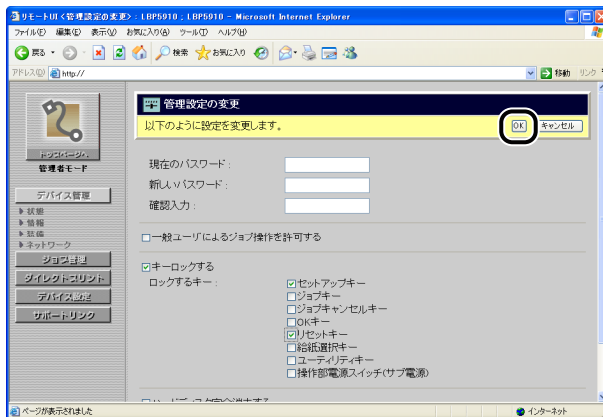 リモートUI <管理設定の変更> : LBP5910 ; LBP5910 - Microsoft Internet Explorer
ファイル(F) 編集(E) 表示(V) お気に入り(A) ツール(T) ヘルプ(H)
戻る 検索 お気に入り
アドレス(D) http:// 移動 リンク
管理設定の変更
以下のように設定を変更します。 OK キャンセル
トップページへ
管理者モード
デバイス管理
状態
情報
装備
ネットワーク
ジョブ管理
ダイレクトプリント
デバイス設定
サポートリンク
現在のパスワード :
新しいパスワード :
確認入力 :
一般ユーザによるジョブ操作を許可する
キーロックする
ロックするキー :
セットアップキー
ジョブキー
ジョブキャンセルキー
OKキー
リセットキー
給紙選択キー
ユーティリティキー
操作部電源スイッチ(サブ電源)
ページが表示されました インターネット